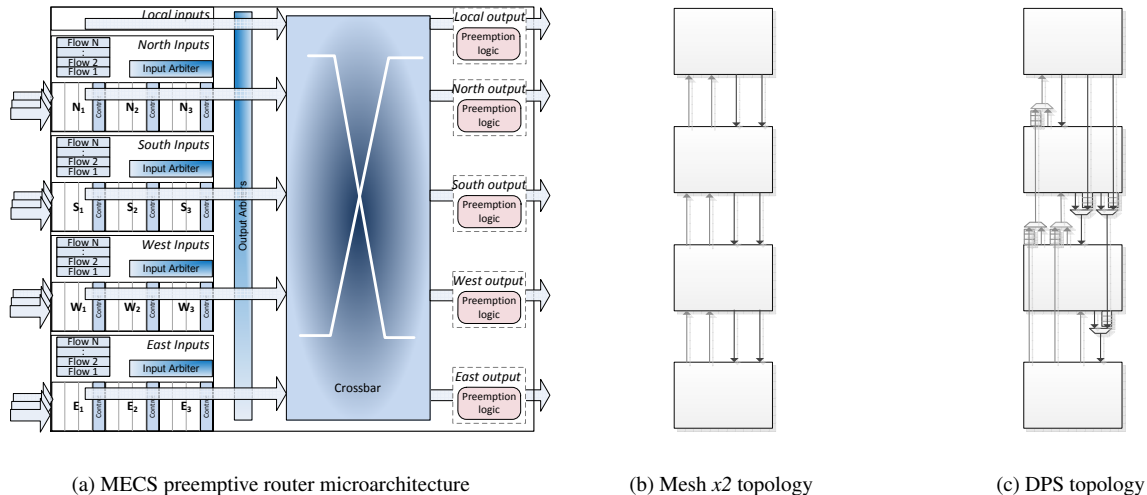 Local inputs
Local output
Preemption
logic
Flow N
:
Flow 2
Flow 1
North Inputs
Input Arbiter
N1
N2
N3
North output
Preemption
logic
Flow N
:
Flow 2
Flow 1
South Inputs
Input Arbiter
S1
S2
S3
South output
Preemption
logic
Flow N
:
Flow 2
Flow 1
West Inputs
Input Arbiter
W1
W2
W3
West output
Preemption
logic
Flow N
:
Flow 2
Flow 1
East Inputs
Input Arbiter
E1
E2
E3
East output
Preemption
logic
Output Arbiters
Crossbar
(a) MECS preemptive router microarchitecture
(b) Mesh x2 topology
(c) DPS topology